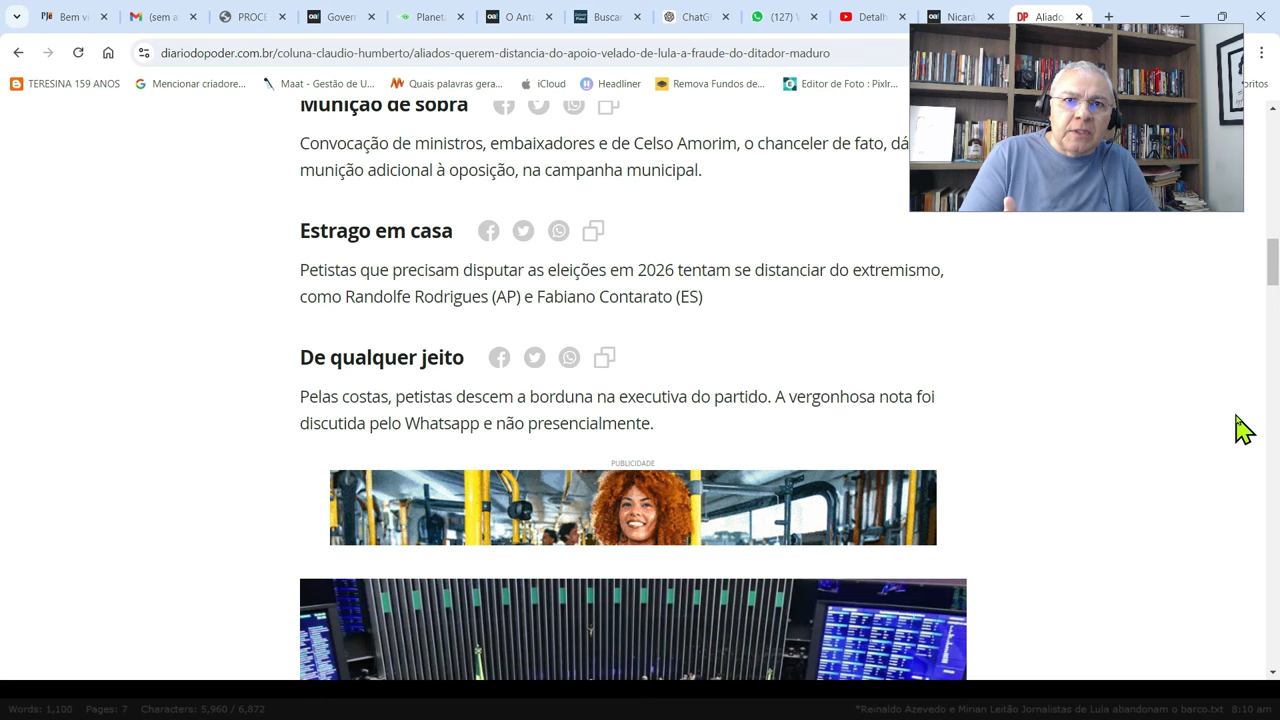 Bem vi
(sem a
PROCE
Govern
Planeta
O Anta
Buscar
ChatG
(127) V
Detalh
Nicará
Aliado
diariodopoder.com.br/coluna-claudio-humberto/aliados-querem-distancia-do-apoio-velado-de-lula-a-fraude-do-ditador-maduro
TERESINA 159 ANOS
Mencionar criadore...
Maas - Gestão de U...
Quais palavras gera...
iCloud
Headliner
Remova Fundos de...
Editor de Foto : Pixlr...
oritos
Munição de sobra
Convocação de ministros, embaixadores e de Celso Amorim, o chanceler de fato, dá
munição adicional à oposição, na campanha municipal.
Estrago em casa
Petistas que precisam disputar as eleições em 2026 tentam se distanciar do extremismo,
como Randolfe Rodrigues (AP) e Fabiano Contarato (ES)
De qualquer jeito
Pelas costas, petistas descem a borduna na executiva do partido. A vergonhosa nota foi
discutida pelo Whatsapp e não presencialmente.
PUBLICIDADE
Words: 1,100 Pages: 7 Characters: 5,960 / 6,872
*Reinaldo Azevedo e Mirian Leitão Jornalistas de Lula abandonam o barco.txt 8:10 am